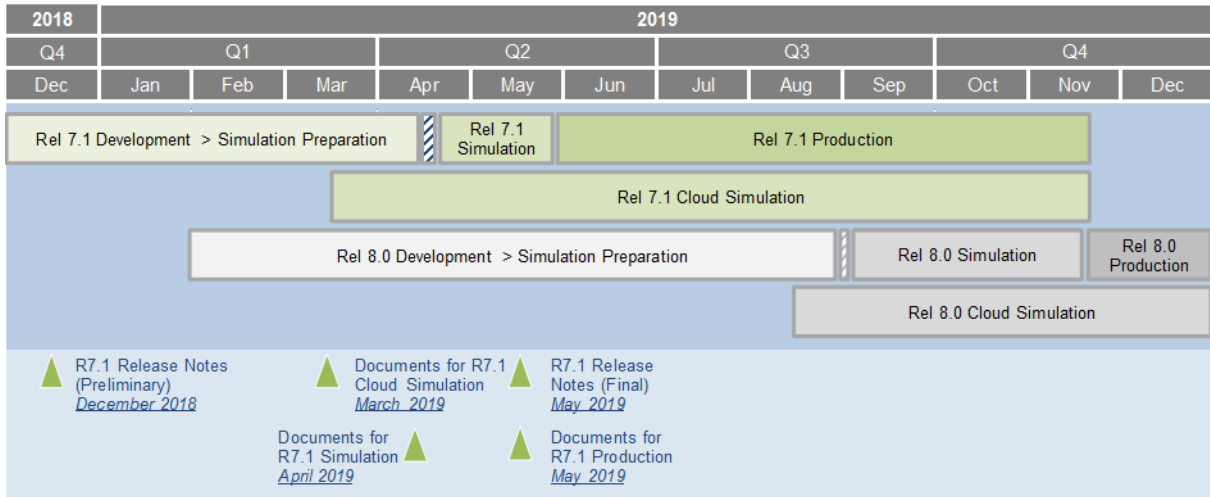 2018 2019
Q4 Q1 Q2 Q3 Q4
Dec Jan Feb Mar Apr May Jun Jul Aug Sep Oct Nov Dec
Rel 7.1 Development > Simulation Preparation
Rel 7.1
Simulation
Rel 7.1 Production
Rel 7.1 Cloud Simulation
Rel 8.0 Development > Simulation Preparation
Rel 8.0 Simulation
Rel 8.0
Production
Rel 8.0 Cloud Simulation
R7.1 Release Notes
(Preliminary)
December 2018
Documents for R7.1
Cloud Simulation
March 2019
R7.1 Release
Notes (Final)
May 2019
Documents for
R7.1 Simulation
April 2019
Documents for
R7.1 Production
May 2019